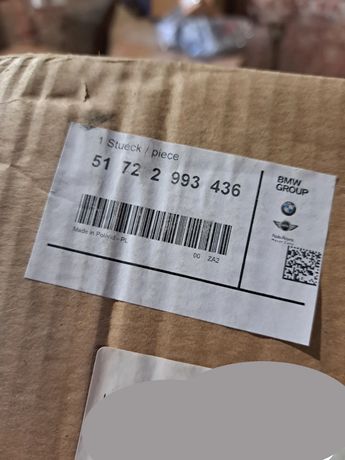 1 Stueck / piece
51 72 2 993 436
Made in Poland - PL
00 ZA2
BMW
GROUP